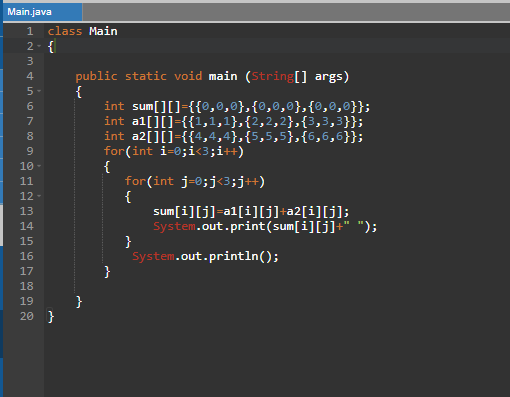 Main.java
1 class Main
2 {
3
4 public static void main (String[] args)
5 {
6 int sum[][]={{0,0,0},{0,0,0},{0,0,0}};
7 int a1[][]={{1,1,1},{2,2,2},{3,3,3}};
8 int a2[][]={{4,4,4},{5,5,5},{6,6,6}};
9 for(int i=0;i<3;i++)
10 {
11 for(int j=0;j<3;j++)
12 {
13 sum[i][j]=a1[i][j]+a2[i][j];
14 System.out.print(sum[i][j]+" ");
15 }
16 System.out.println();
17 }
18
19 }
20 }